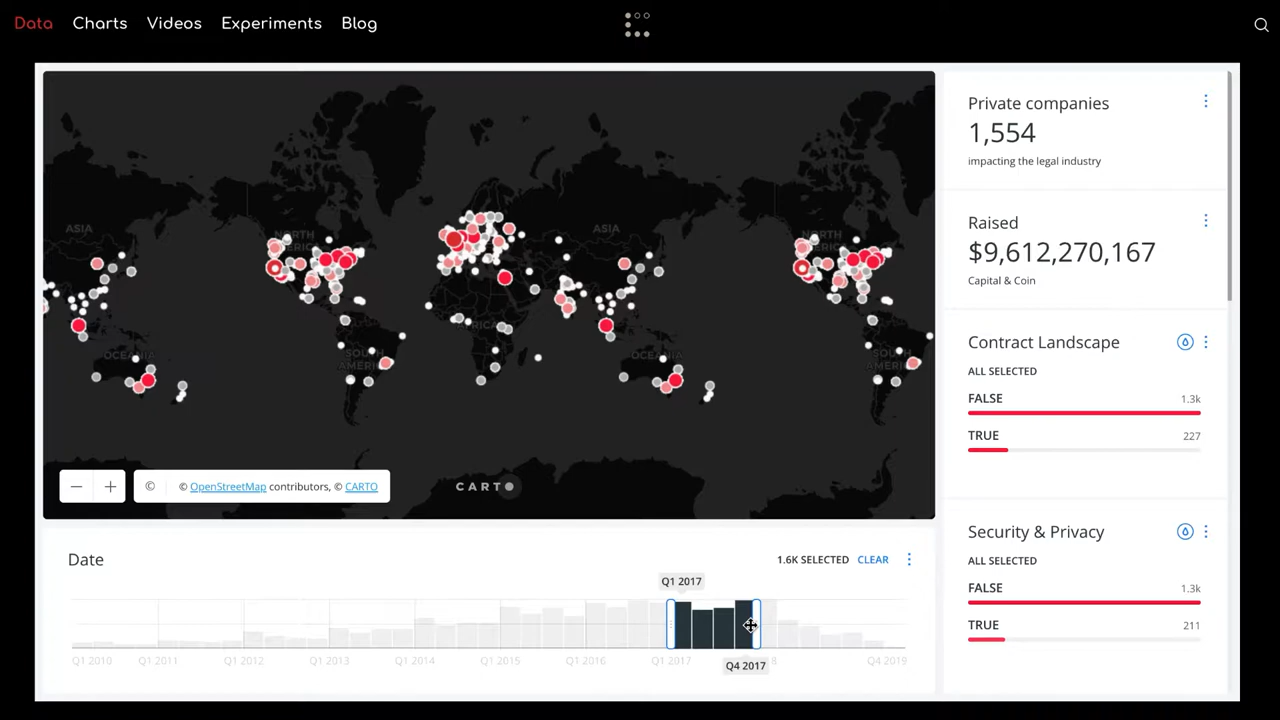 Data Charts Videos Experiments Blog
Private companies
1,554
impacting the legal industry
Raised
$9,612,270,167
Capital & Coin
Contract Landscape
ALL SELECTED
FALSE 1.3k
TRUE 227
Security & Privacy
ALL SELECTED
FALSE 1.3k
TRUE 211
ASIA
NORTH AMERICA
ASIA
NORTH AMERICA
AFRICA
OCEANIA
SOUTH AMERICA
OCEANIA
SOUTH AMERICA
© © OpenStreetMap contributors, © CARTO
CARTO
Date 1.6K SELECTED CLEAR
Q1 2017
Q1 2010 Q1 2011 Q1 2012 Q1 2013 Q1 2014 Q1 2015 Q1 2016 Q1 2017 8 Q4 2019
Q4 2017